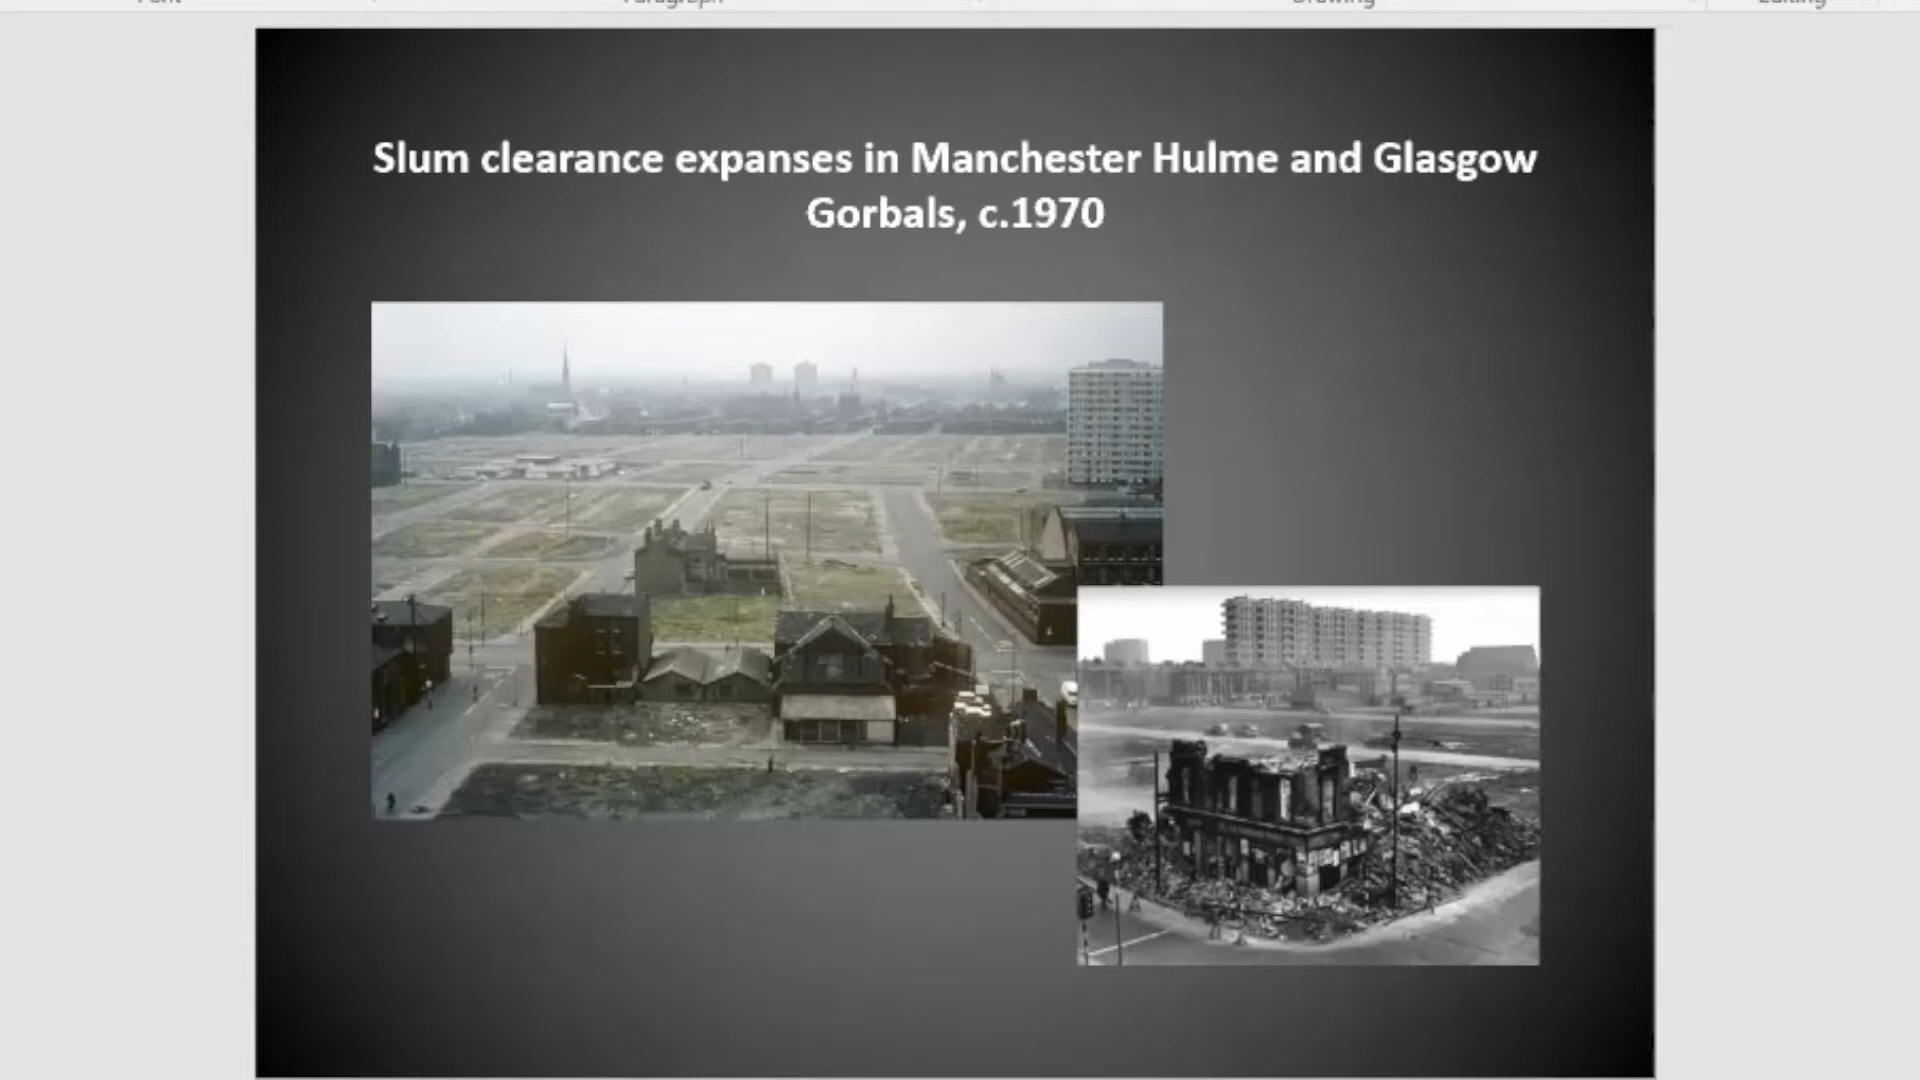 Slum clearance expanses in Manchester Hulme and Glasgow
Gorbals, c.1970